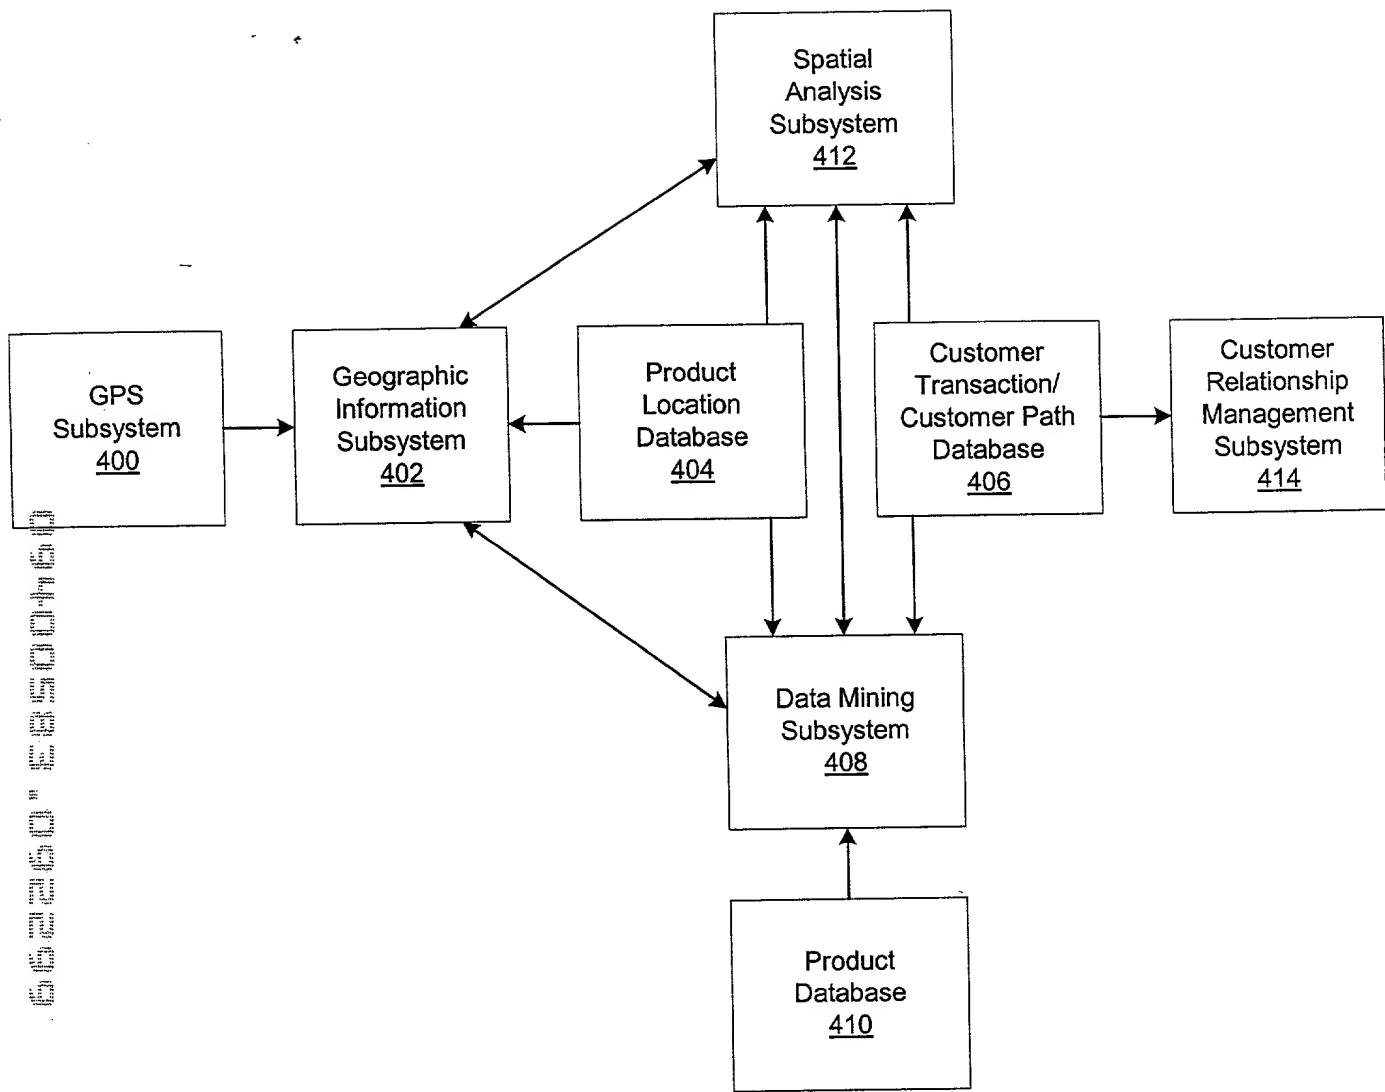 Spatial
Analysis
Subsystem
412
GPS
Subsystem
400
Geographic
Information
Subsystem
402
Product
Location
Database
404
Customer
Transaction/
Customer Path
Database
406
Customer
Relationship
Management
Subsystem
414
Data Mining
Subsystem
408
Product
Database
410